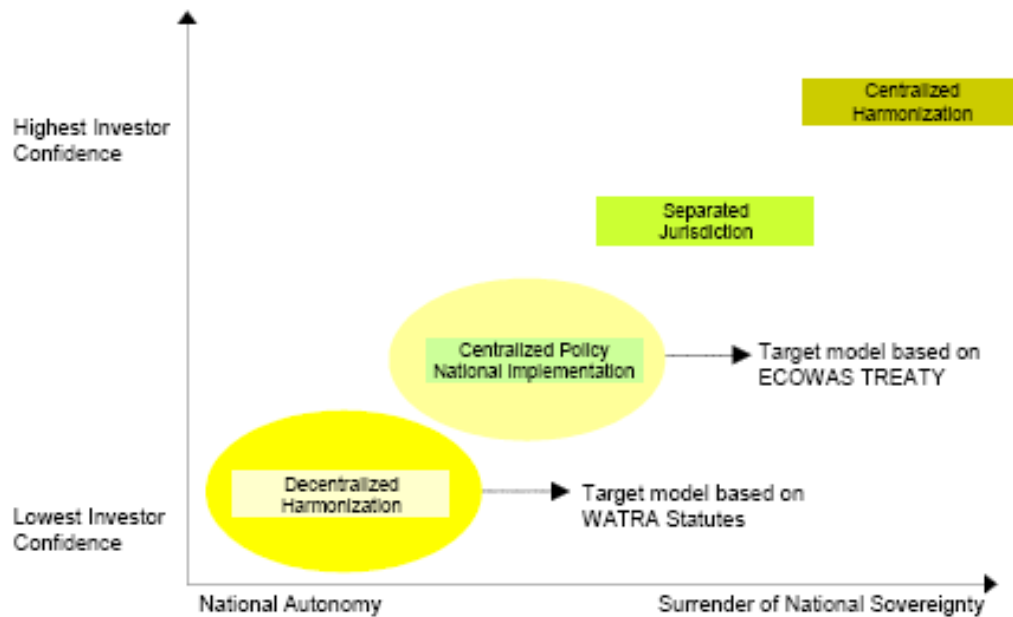 Centralized
Harmonization
Highest Investor
Confidence
Separated
Jurisdiction
Centralized Policy
National Implementation
Target model based on
ECOWAS TREATY
Decentralized
Harmonization
Target model based on
WATRA Statutes
Lowest Investor
Confidence
National Autonomy
Surrender of National Sovereignty